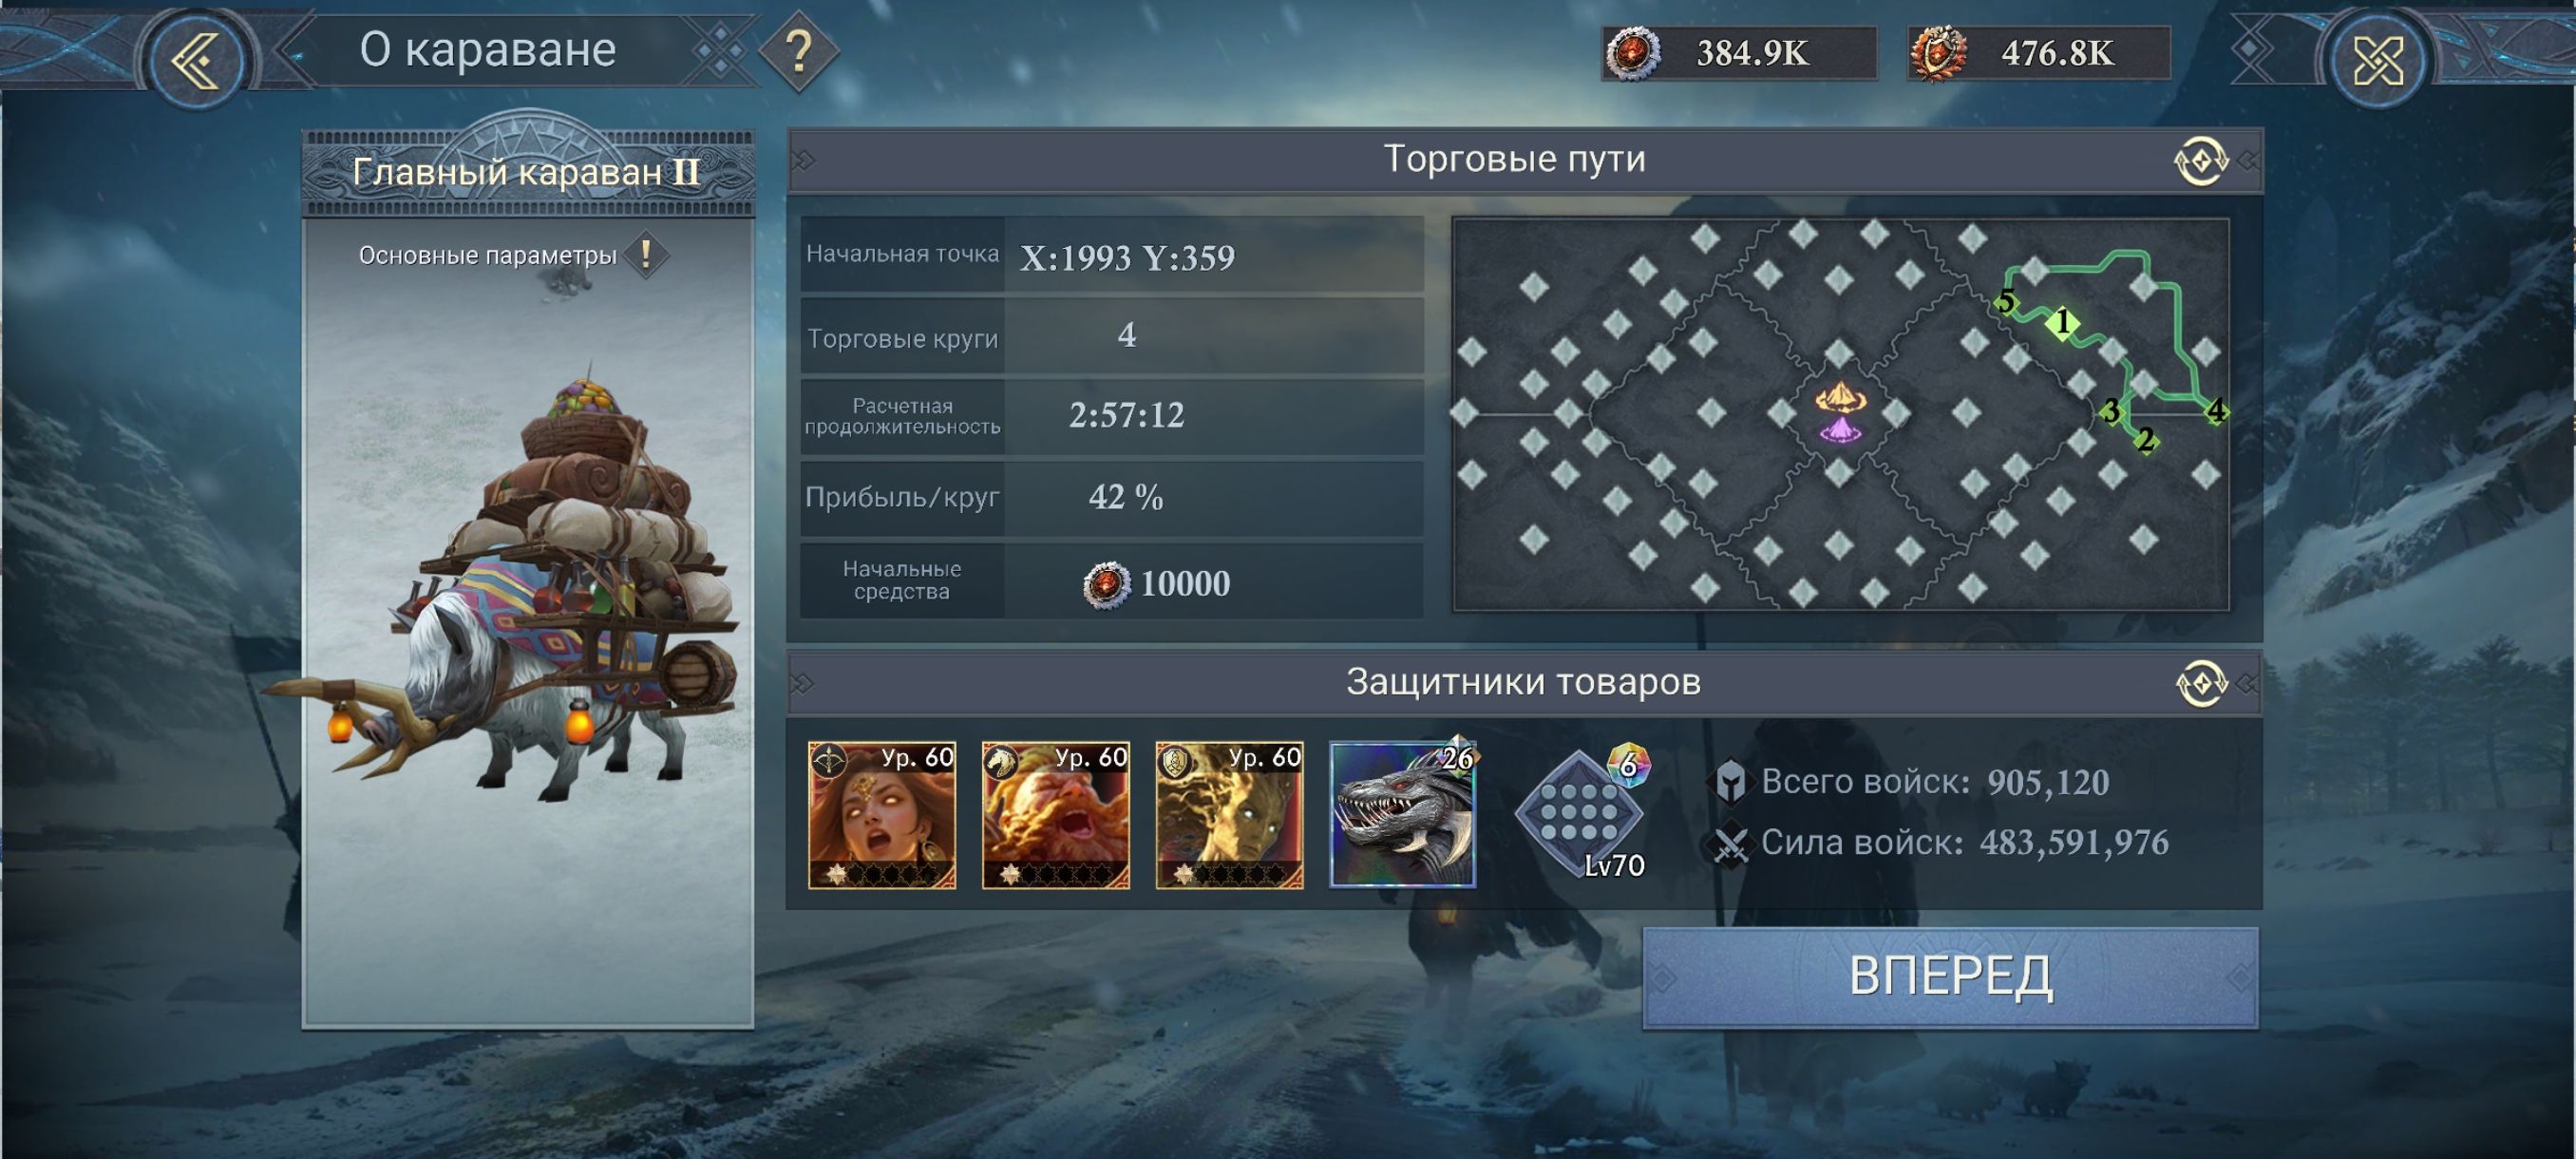 О караване
?
384.9K
476.8K
Главный караван II
Основные параметры !
Торговые пути
Начальная точка X:1993 Y:359
Торговые круги 4
Расчетная
продолжительность
2:57:12
Прибыль/круг 42 %
Начальные
средства
10000
5
1
3
4
2
Защитники товаров
Ур. 60
Ур. 60
Ур. 60
26
6
Lv70
Всего войск: 905,120
Сила войск: 483,591,976
ВПЕРЕД